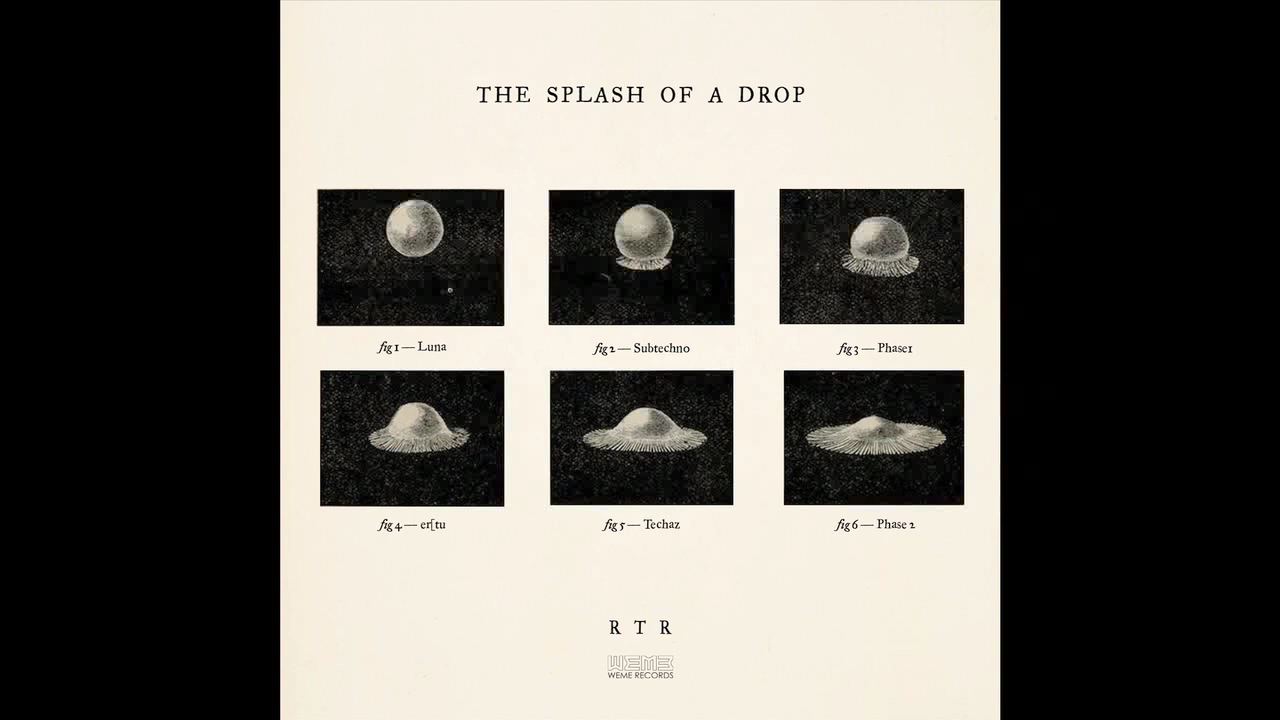 THE SPLASH OF A DROP
fig 1 — Luna
fig 2 — Subtechno
fig 3 — Phase1
fig 4 — er[tu
fig 5 — Techaz
fig 6 — Phase 2
R T R
WEME
WEME RECORDS